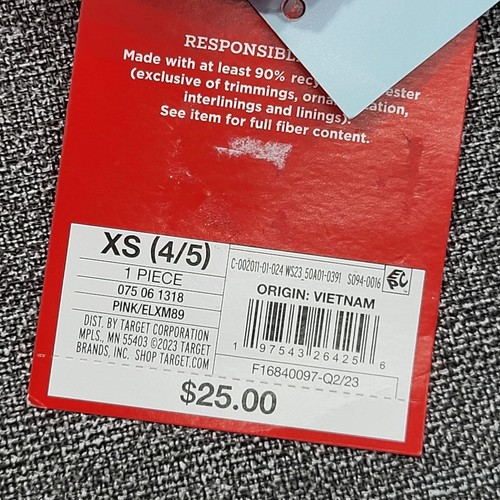 RESPONSIBL
Made with at least 90% recy ester
(exclusive of trimmings, orna ation,
interlinings and linings).
See item for full fiber content.
XS (4/5)
1 PIECE
075 06 1318
PINK/ELXM89
DIST. BY TARGET CORPORATION
MPLS., MN 55403 ©2023 TARGET
BRANDS, INC. SHOP TARGET.COM
C-002011-01-024 WS23_50A01-0391 S094-0016
ORIGIN: VIETNAM
1 97543 26425 6
F16840097-Q2/23
$25.00